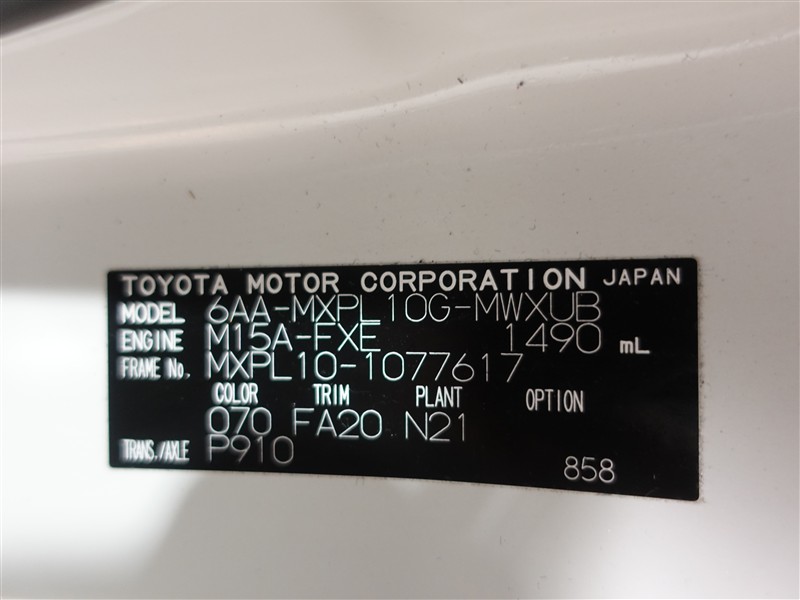 TOYOTA MOTOR CORPORATION JAPAN
MODEL 6AA-MXPL10G-MWXUB
ENGINE M15A-FXE 1490 mL
FRAME No. MXPL10-1077617
COLOR TRIM PLANT OPTION
070 FA20 N21
TRANS./AXLE P910
858